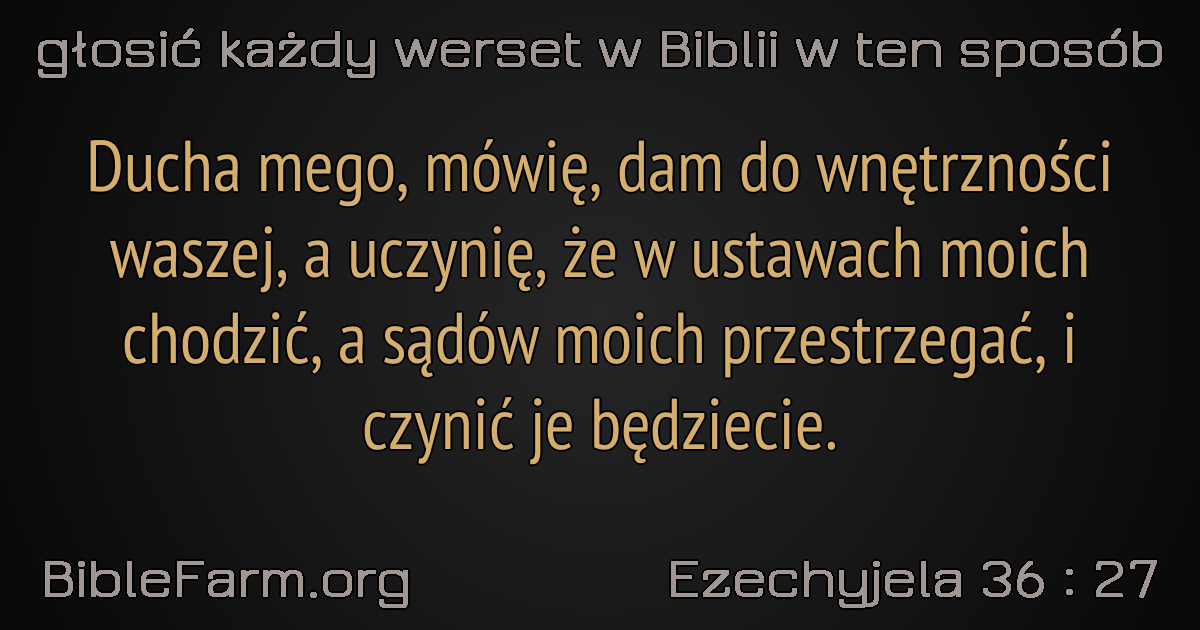 głosić każdy werset w Biblii w ten sposób
Ducha mego, mówię, dam do wnętrzności
waszej, a uczynię, że w ustawach moich
chodzić, a sądów moich przestrzegać, i
czynić je będziecie.
BibleFarm.org
Ezechyjela 36 : 27